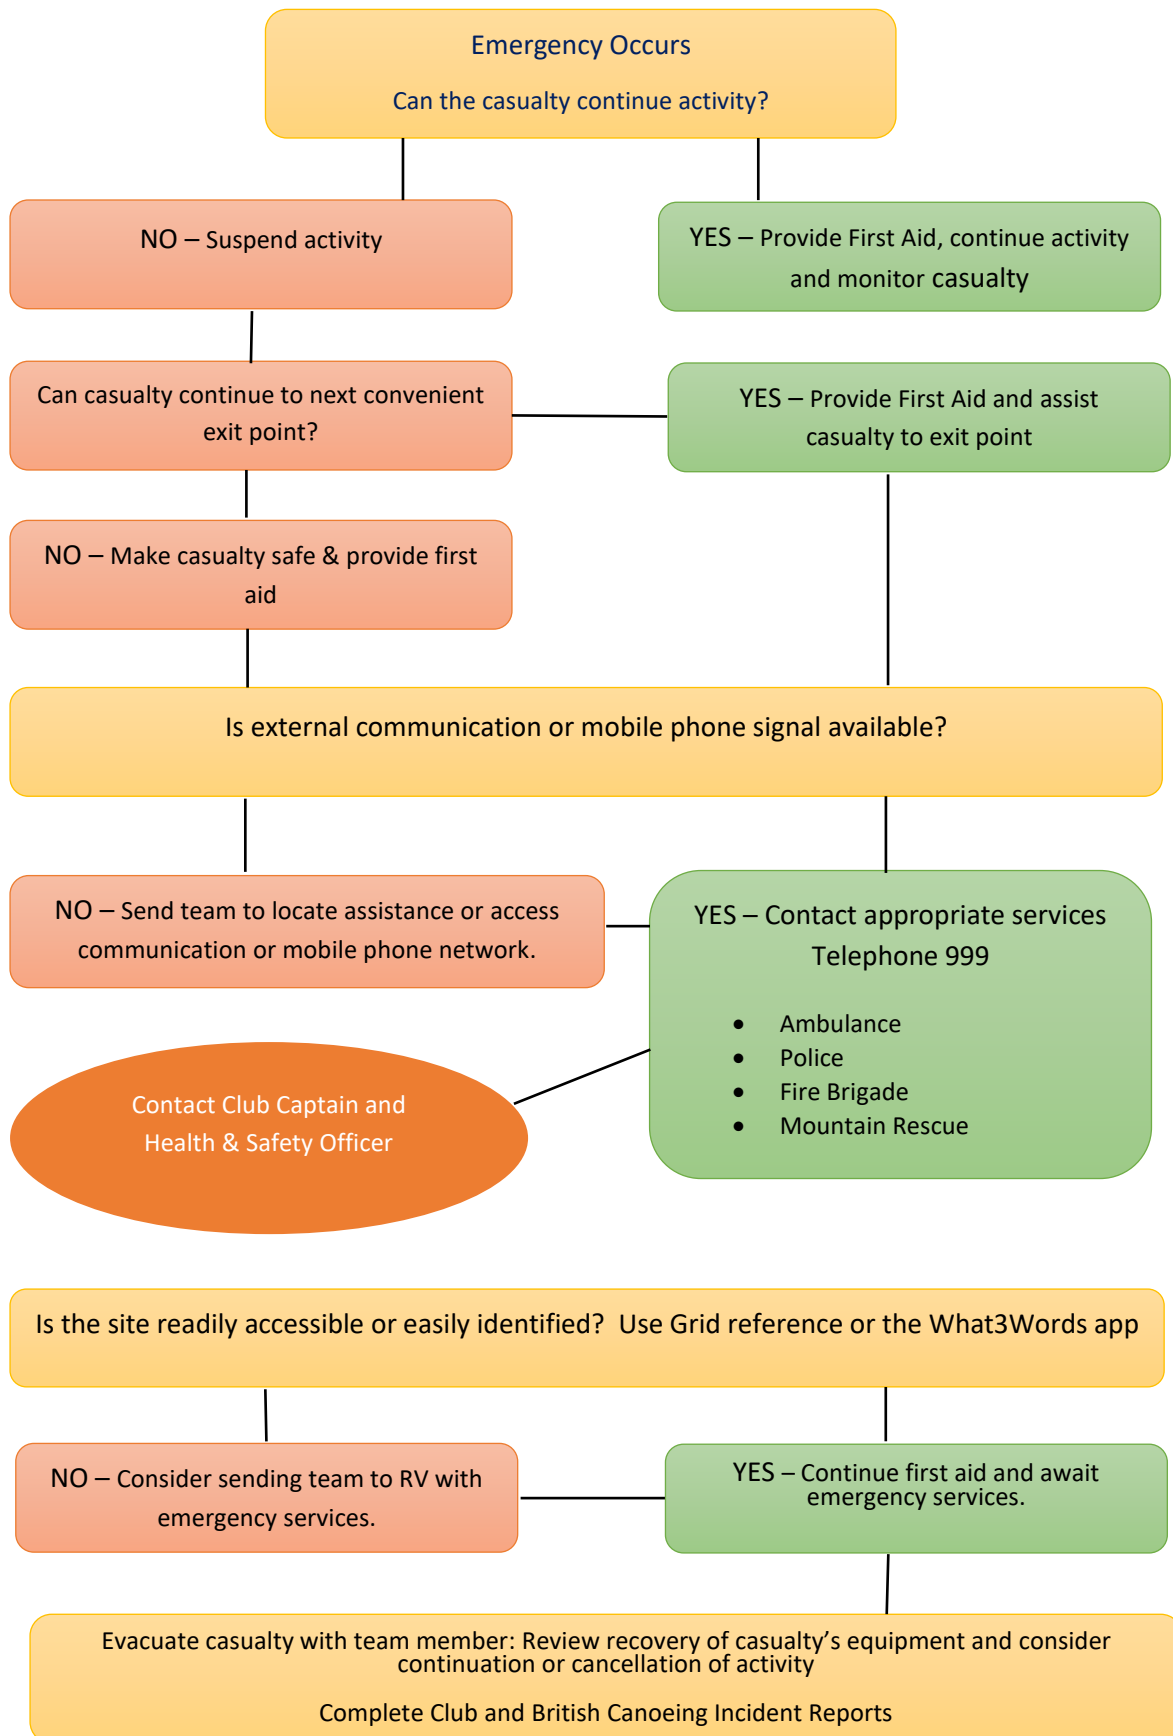 Emergency Occurs
Can the casualty continue activity?
NO – Suspend activity
YES – Provide First Aid, continue activity
and monitor casualty
Can casualty continue to next convenient
exit point?
YES – Provide First Aid and assist
casualty to exit point
NO – Make casualty safe & provide first
aid
Is external communication or mobile phone signal available?
NO – Send team to locate assistance or access
communication or mobile phone network.
YES – Contact appropriate services
Telephone 999
• Ambulance
• Police
• Fire Brigade
• Mountain Rescue
Contact Club Captain and
Health & Safety Officer
Is the site readily accessible or easily identified?  Use Grid reference or the What3Words app
NO – Consider sending team to RV with
emergency services.
YES – Continue first aid and await
emergency services.
Evacuate casualty with team member: Review recovery of casualty’s equipment and consider
continuation or cancellation of activity
Complete Club and British Canoeing Incident Reports